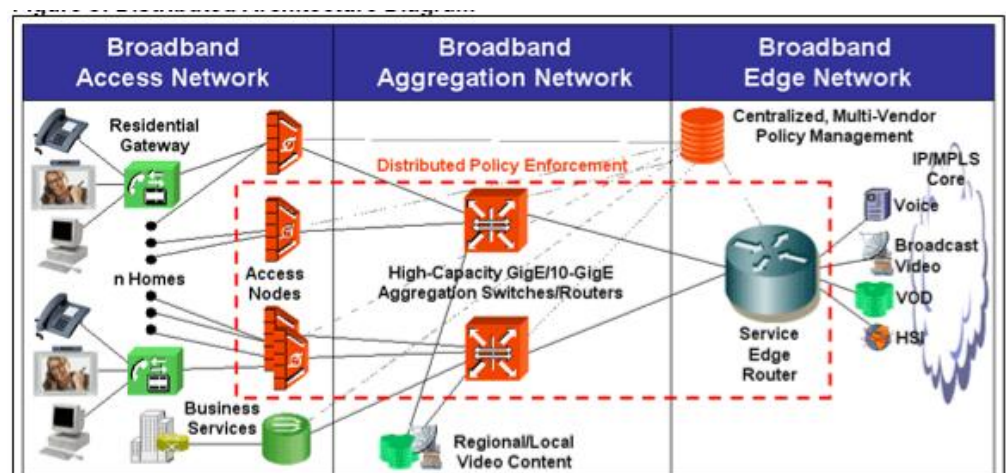 Broadband
Access Network
Broadband
Aggregation Network
Broadband
Edge Network
Residential
Gateway
n Homes
Access
Nodes
Business
Services
Distributed Policy Enforcement
High-Capacity GigE/10-GigE
Aggregation Switches/Routers
Regional/Local
Video Content
Centralized, Multi-Vendor
Policy Management
IP/MPLS
Core
Voice
Broadcast
Video
VOD
HSI
Service
Edge
Router